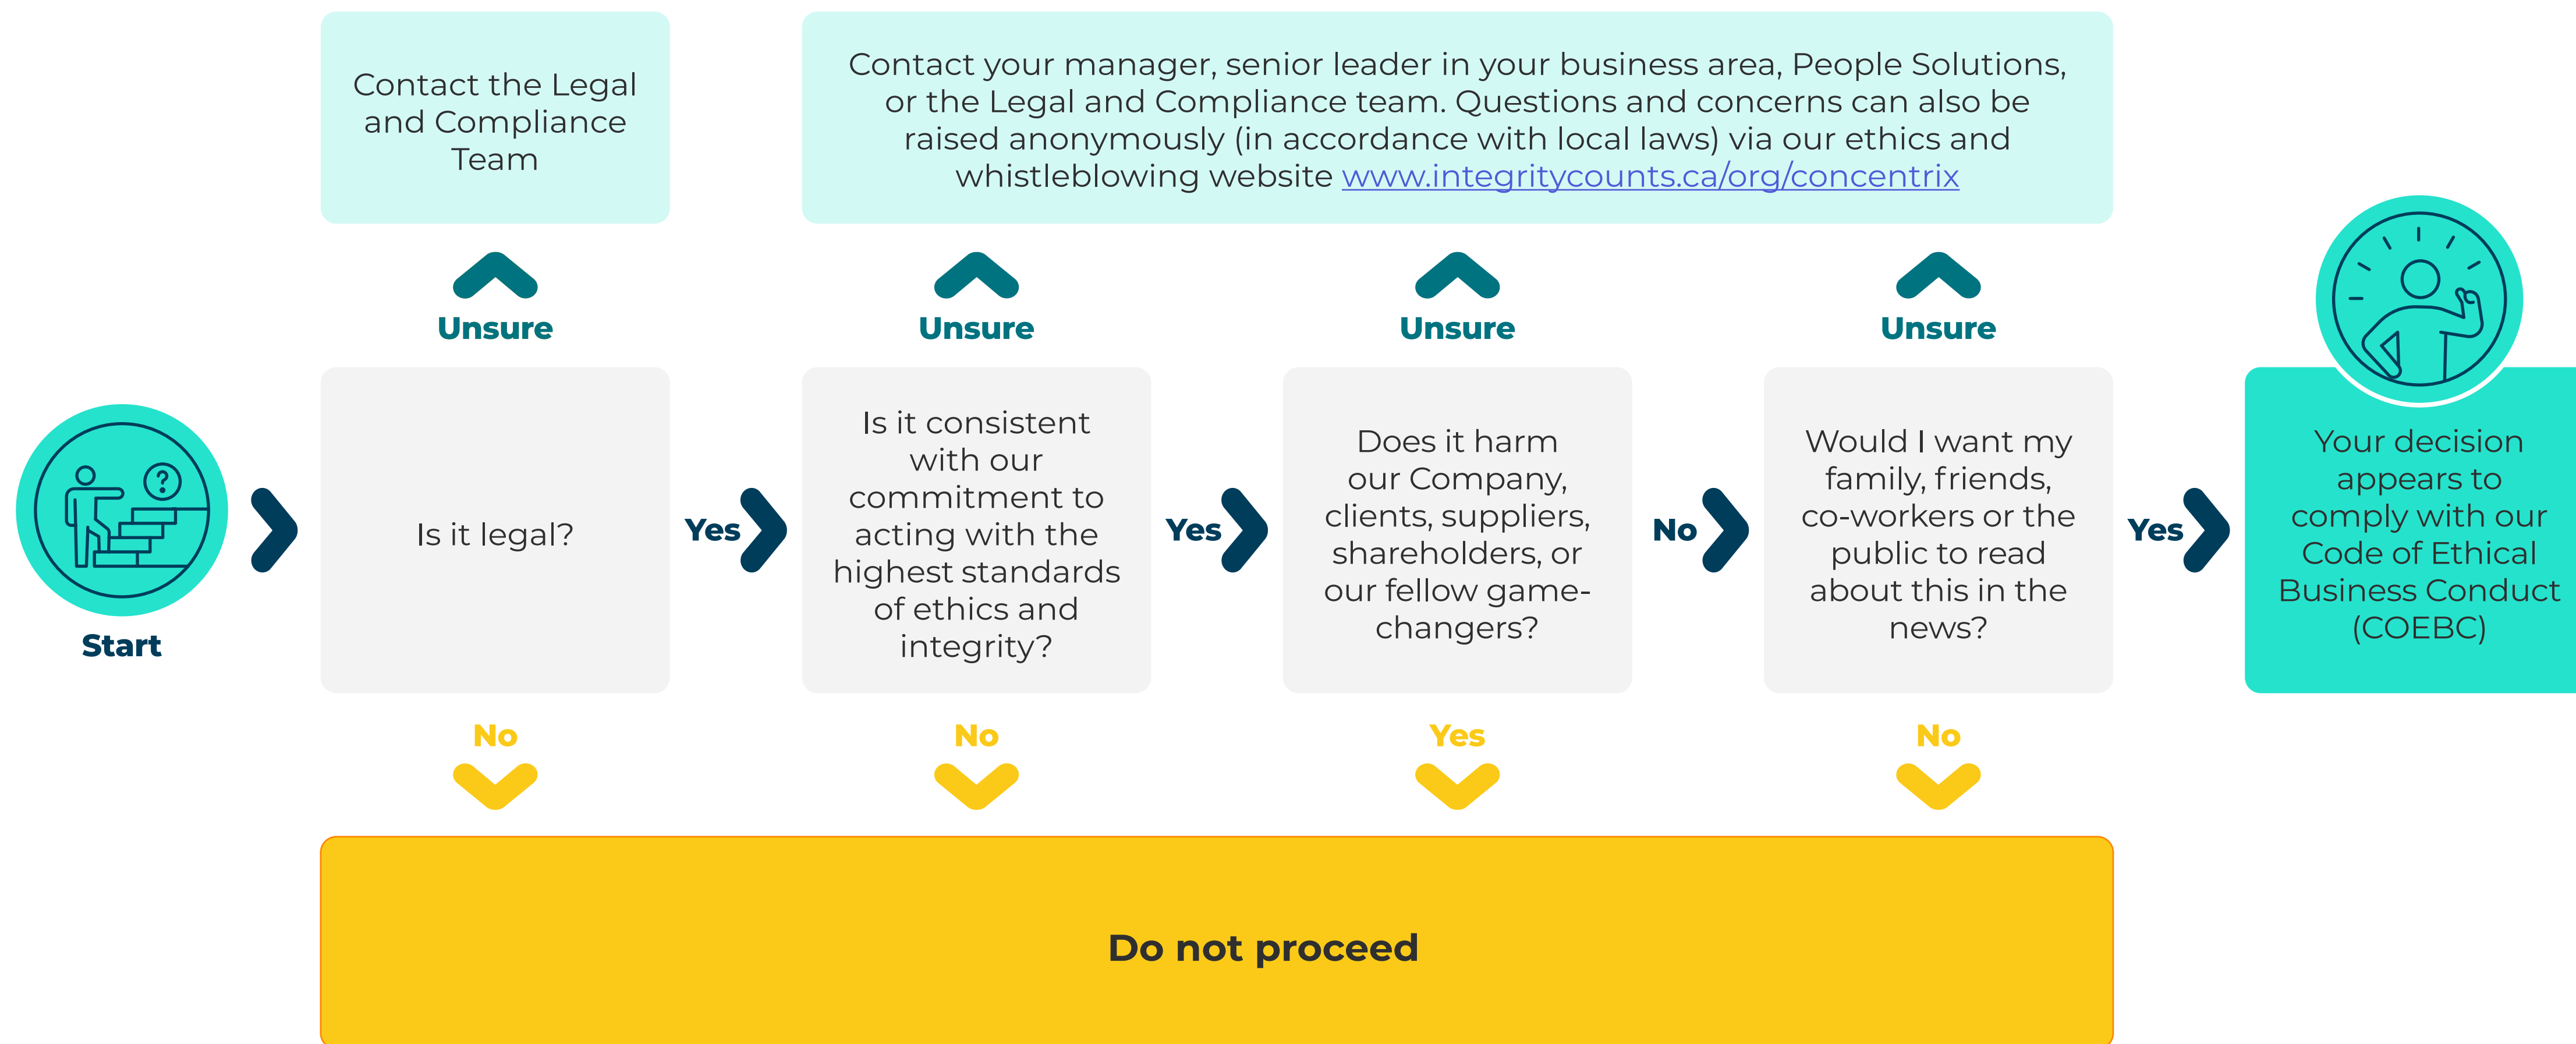 Contact the Legal
and Compliance
Team
Contact your manager, senior leader in your business area, People Solutions,
or the Legal and Compliance team. Questions and concerns can also be
raised anonymously (in accordance with local laws) via our ethics and
whistleblowing website www.integritycounts.ca/org/concentrix
Unsure
Unsure
Unsure
Unsure
Start
Is it legal?
Yes
Is it consistent
with our
commitment to
acting with the
highest standards
of ethics and
integrity?
Yes
Does it harm
our Company,
clients, suppliers,
shareholders, or
our fellow game-
changers?
No
Would I want my
family, friends,
co-workers or the
public to read
about this in the
news?
Yes
Your decision
appears to
comply with our
Code of Ethical
Business Conduct
(COEBC)
No
No
Yes
No
Do not proceed